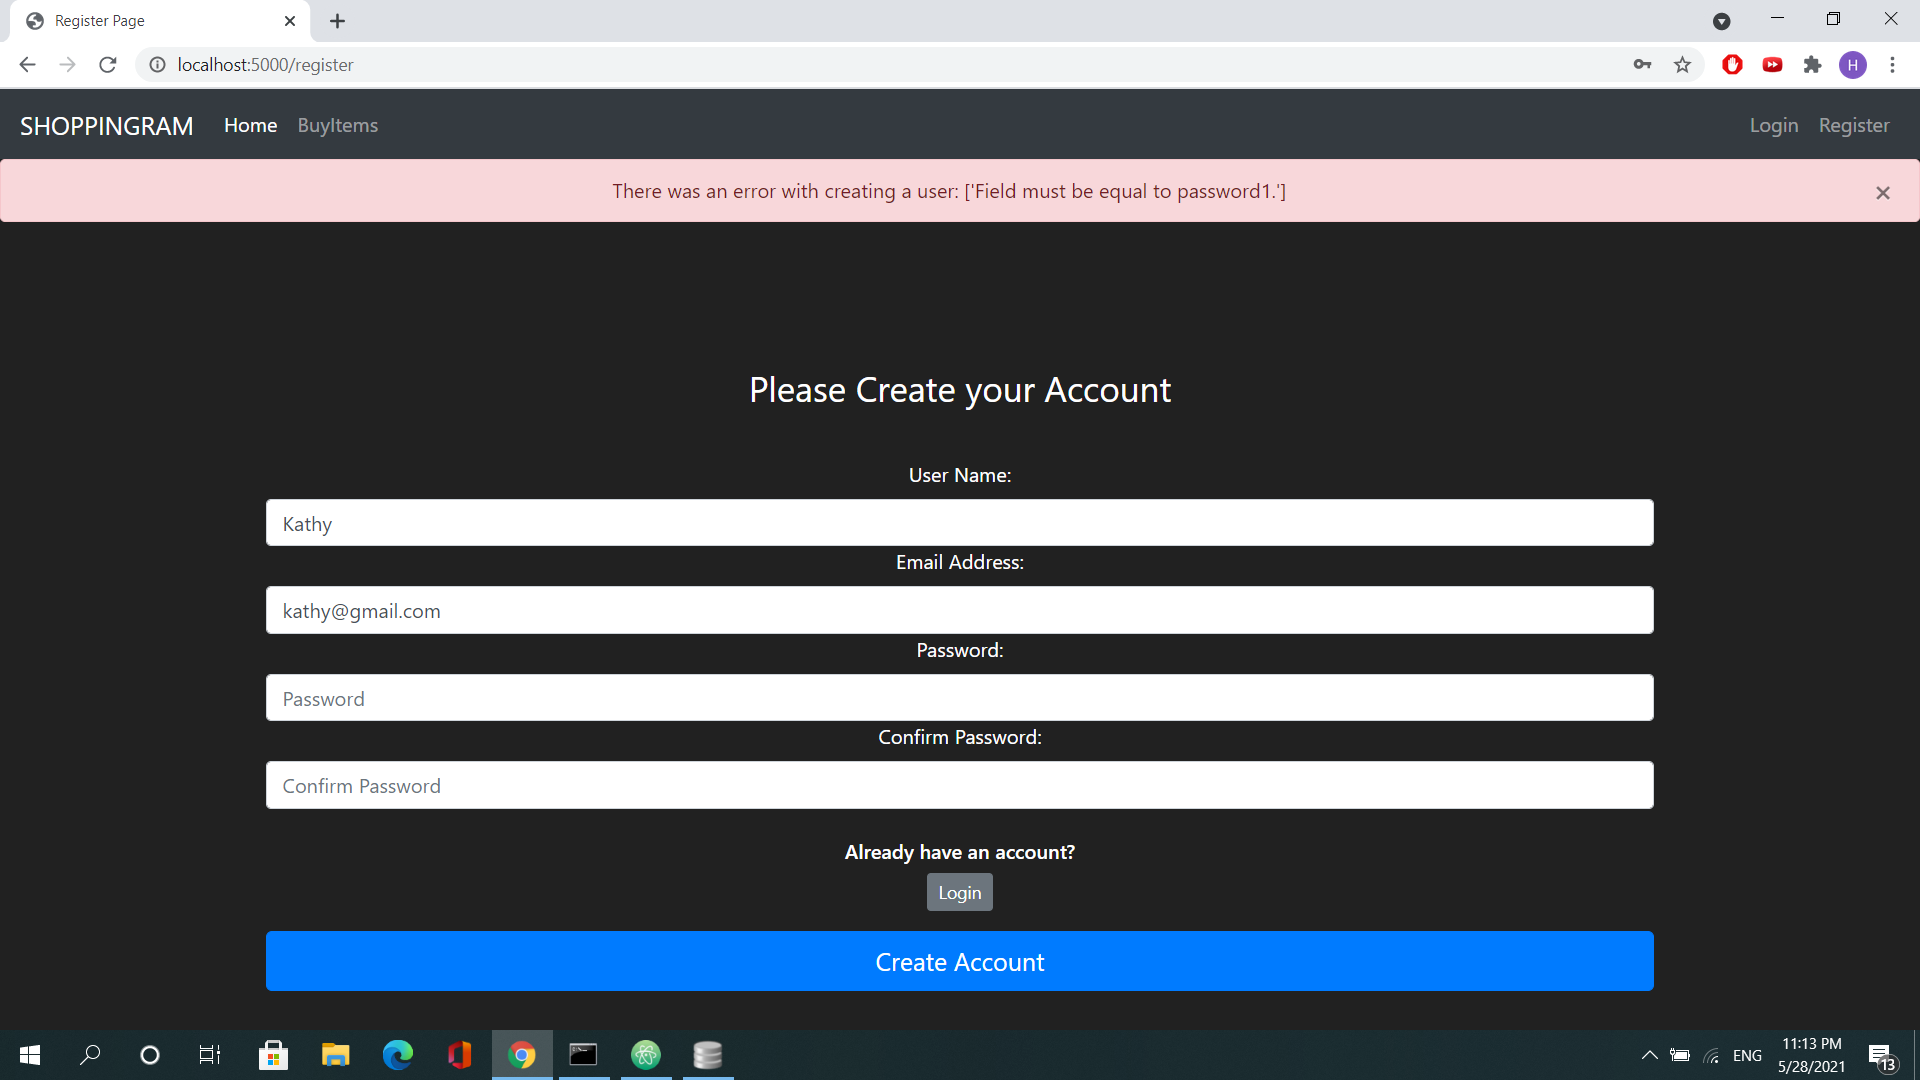 Register Page
localhost:5000/register
H
SHOPPINGRAM Home BuyItems Login Register
There was an error with creating a user: ['Field must be equal to password1.']
×
Please Create your Account
User Name:
Kathy
Email Address:
kathy@gmail.com
Password:
Password
Confirm Password:
Confirm Password
Already have an account?
Login
Create Account
ENG
11:13 PM
5/28/2021
13